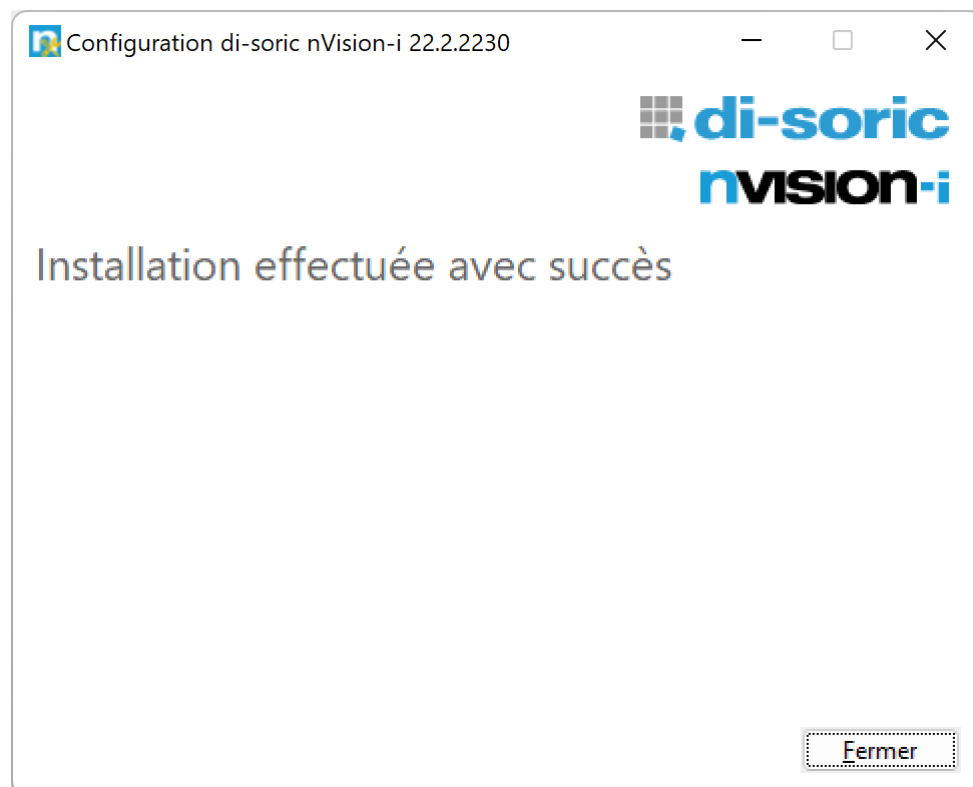 Configuration di-soric nVision-i 22.2.2230
di-soric
nvision-i
Installation effectuée avec succès
Fermer